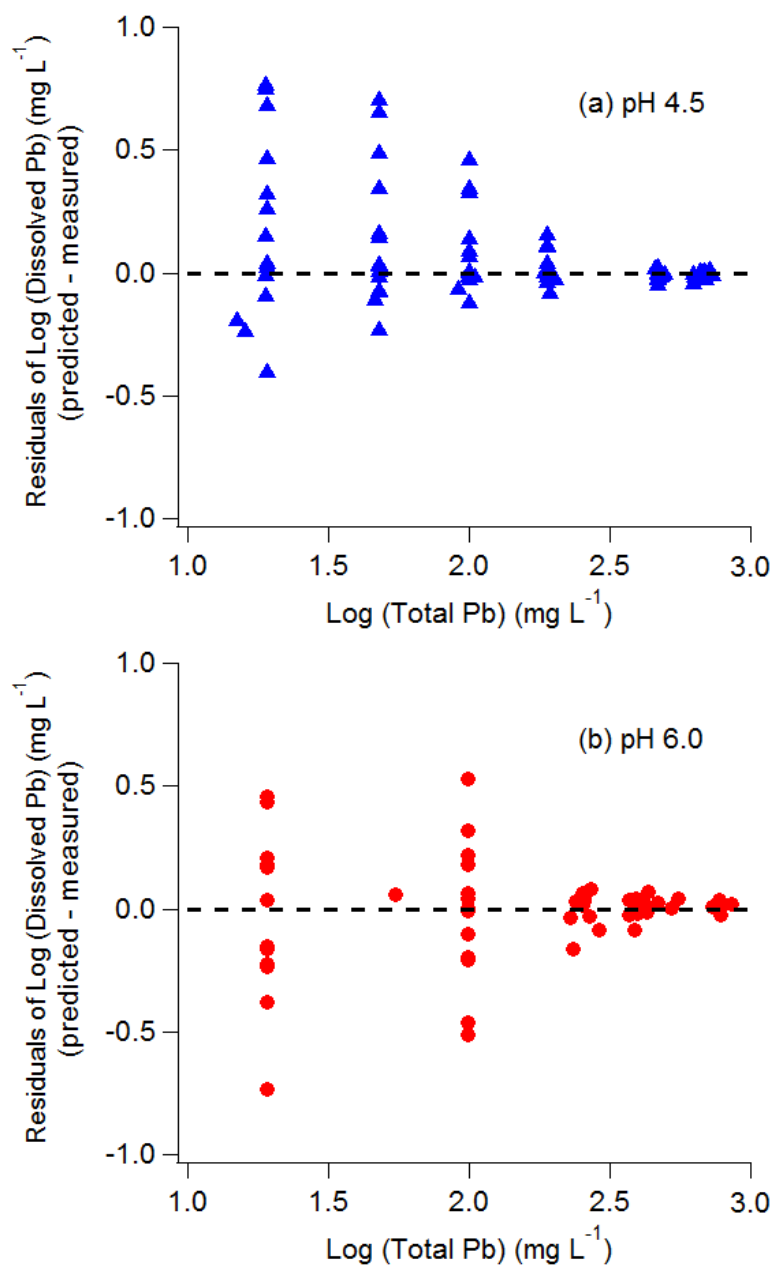 1.0
0.5
0.0
-0.5
-1.0
Residuals of Log (Dissolved Pb) (mg L⁻¹)
(predicted - measured)
(a) pH 4.5
1.0 1.5 2.0 2.5 3.0
Log (Total Pb) (mg L⁻¹)
1.0
0.5
0.0
-0.5
-1.0
Residuals of Log (Dissolved Pb) (mg L⁻¹)
(predicted - measured)
(b) pH 6.0
1.0 1.5 2.0 2.5 3.0
Log (Total Pb) (mg L⁻¹)